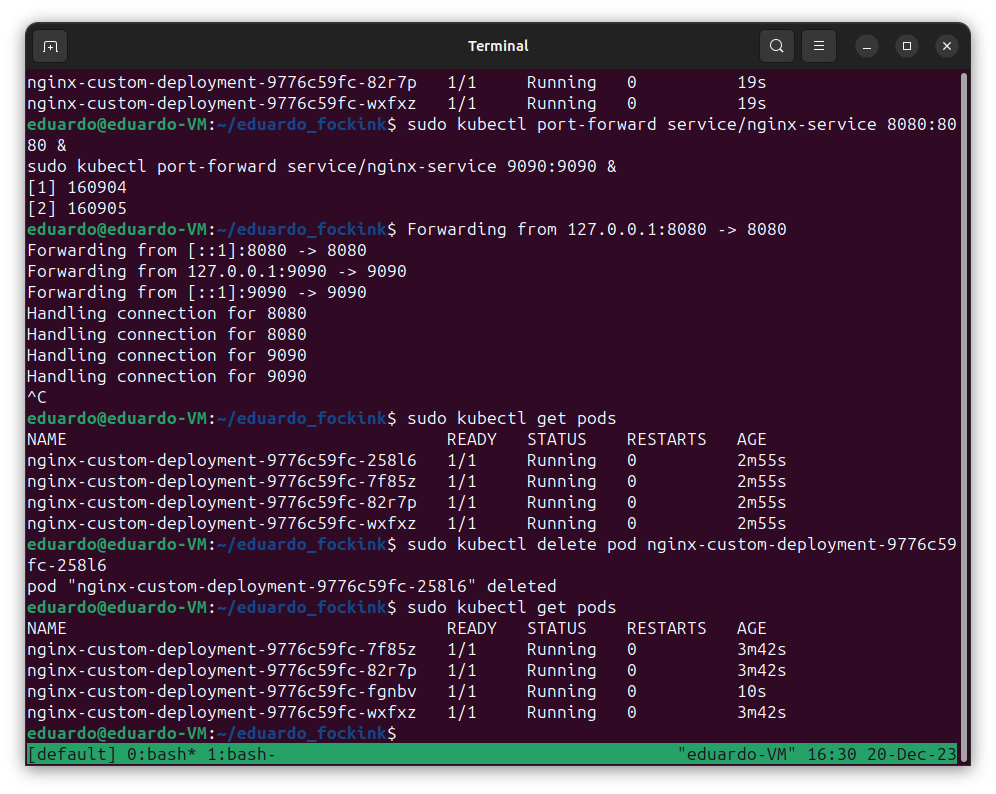 Terminal
nginx-custom-deployment-9776c59fc-82r7p   1/1     Running   0          19s
nginx-custom-deployment-9776c59fc-wxfxz   1/1     Running   0          19s
eduardo@eduardo-VM:~/eduardo_fockink$ sudo kubectl port-forward service/nginx-service 8080:80
80 &
sudo kubectl port-forward service/nginx-service 9090:9090 &
[1] 160904
[2] 160905
eduardo@eduardo-VM:~/eduardo_fockink$ Forwarding from 127.0.0.1:8080 -> 8080
Forwarding from [::1]:8080 -> 8080
Forwarding from 127.0.0.1:9090 -> 9090
Forwarding from [::1]:9090 -> 9090
Handling connection for 8080
Handling connection for 8080
Handling connection for 9090
Handling connection for 9090
^C
eduardo@eduardo-VM:~/eduardo_fockink$ sudo kubectl get pods
NAME                                      READY   STATUS    RESTARTS   AGE
nginx-custom-deployment-9776c59fc-258l6   1/1     Running   0          2m55s
nginx-custom-deployment-9776c59fc-7f85z   1/1     Running   0          2m55s
nginx-custom-deployment-9776c59fc-82r7p   1/1     Running   0          2m55s
nginx-custom-deployment-9776c59fc-wxfxz   1/1     Running   0          2m55s
eduardo@eduardo-VM:~/eduardo_fockink$ sudo kubectl delete pod nginx-custom-deployment-9776c59
fc-258l6
pod "nginx-custom-deployment-9776c59fc-258l6" deleted
eduardo@eduardo-VM:~/eduardo_fockink$ sudo kubectl get pods
NAME                                      READY   STATUS    RESTARTS   AGE
nginx-custom-deployment-9776c59fc-7f85z   1/1     Running   0          3m42s
nginx-custom-deployment-9776c59fc-82r7p   1/1     Running   0          3m42s
nginx-custom-deployment-9776c59fc-fgnbv   1/1     Running   0          10s
nginx-custom-deployment-9776c59fc-wxfxz   1/1     Running   0          3m42s
eduardo@eduardo-VM:~/eduardo_fockink$
[default] 0:bash* 1:bash-                                        "eduardo-VM" 16:30 20-Dec-23